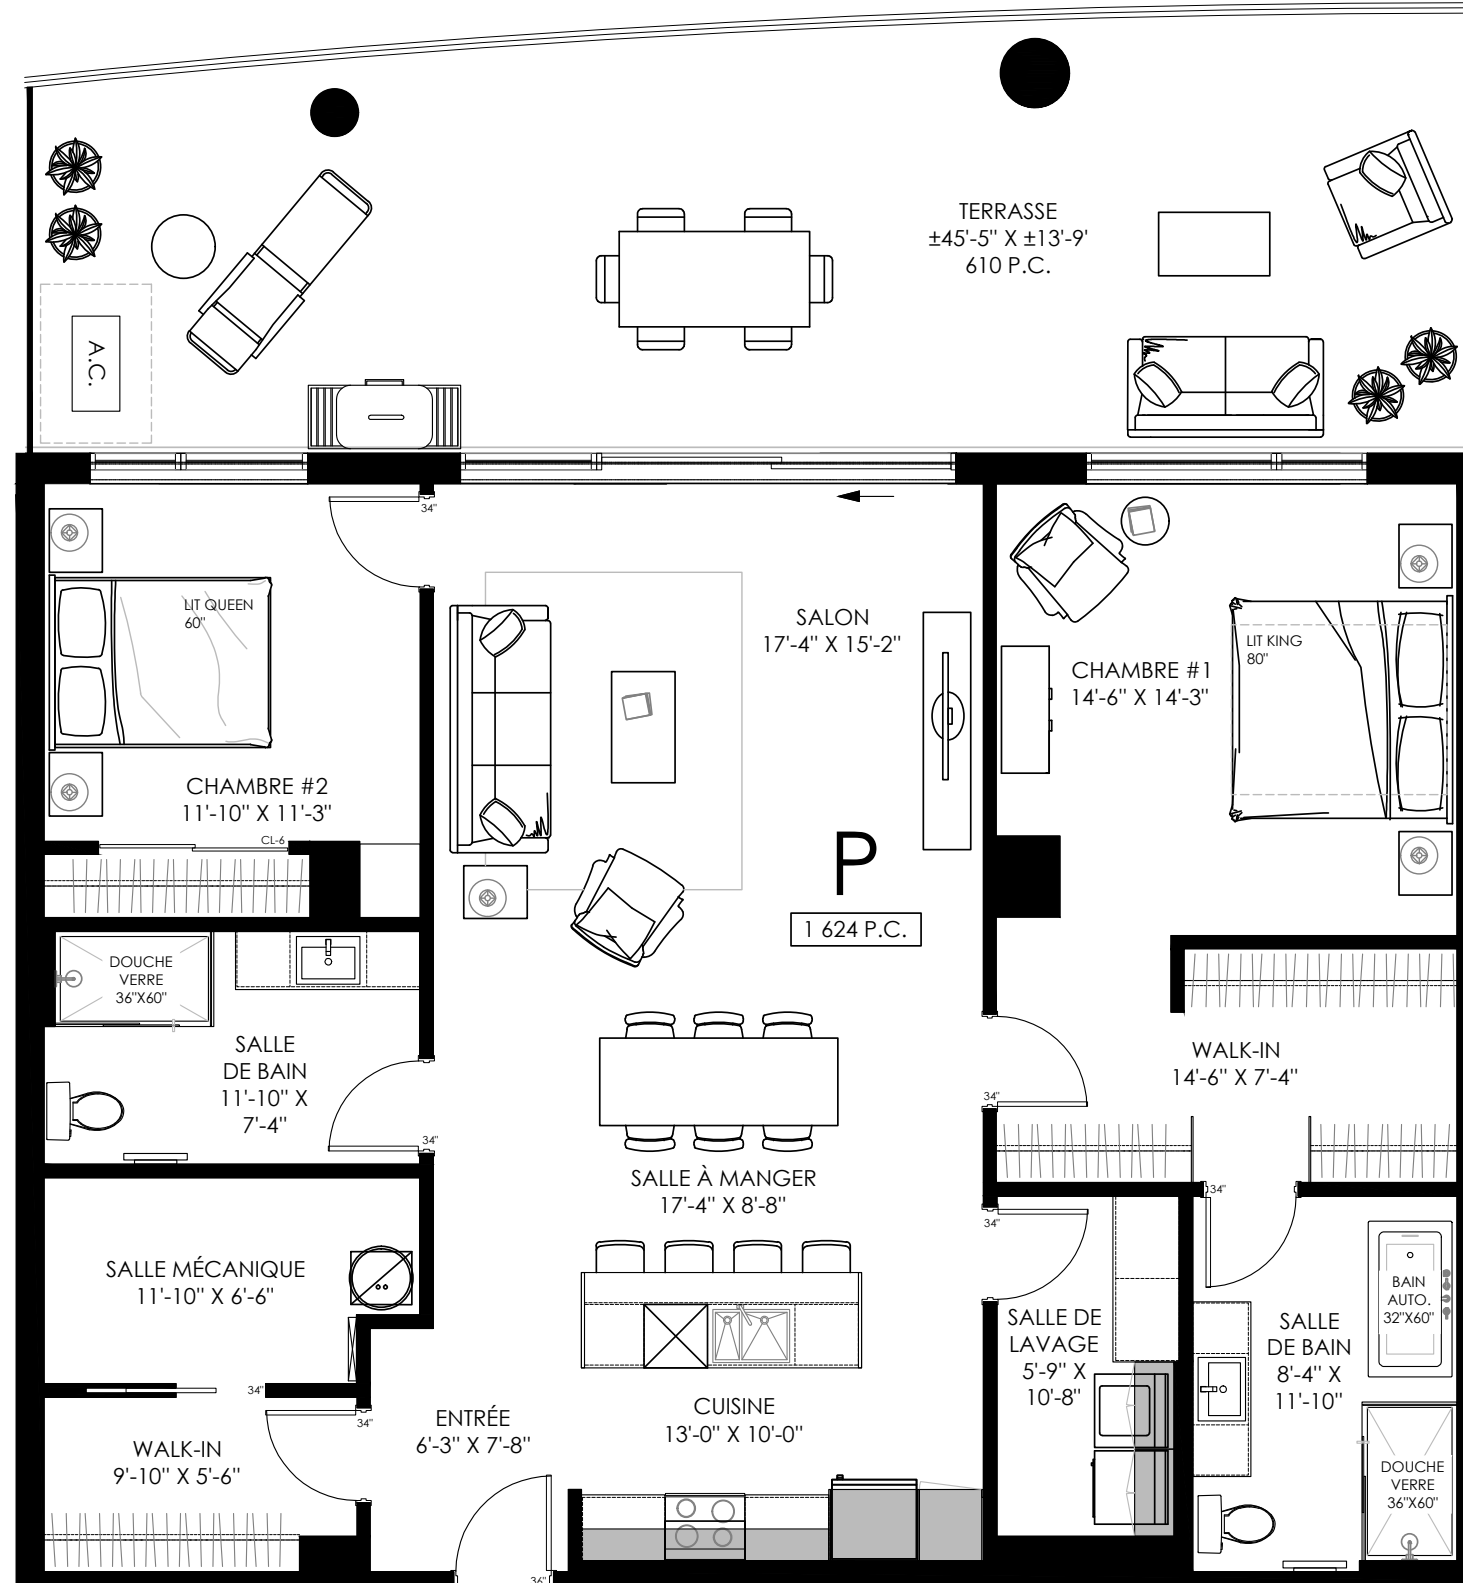 TERRASSE
±45'-5" X ±13'-9'
610 P.C.
A.C.
34"
LIT QUEEN
60"
SALON
17'-4" X 15'-2"
LIT KING
80"
CHAMBRE #1
14'-6" X 14'-3"
CHAMBRE #2
11'-10" X 11'-3"
CL-6
P
1 624 P.C.
DOUCHE
VERRE
36"X60"
SALLE
DE BAIN
11'-10" X
7'-4"
34"
WALK-IN
14'-6" X 7'-4"
34"
SALLE À MANGER
17'-4" X 8'-8"
34"
34"
SALLE MÉCANIQUE
11'-10" X 6'-6"
BAIN
AUTO.
32"X60"
SALLE DE
LAVAGE
5'-9" X
10'-8"
SALLE
DE BAIN
8'-4" X
11'-10"
34"
34"
ENTRÉE
6'-3" X 7'-8"
CUISINE
13'-0" X 10'-0"
WALK-IN
9'-10" X 5'-6"
DOUCHE
VERRE
36"X60"
36"